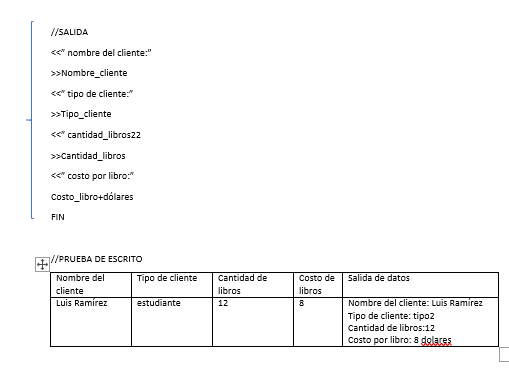 //SALIDA
<<” nombre del cliente:”
>>Nombre_cliente
<<” tipo de cliente:”
>>Tipo_cliente
<<” cantidad_libros22
>>Cantidad_libros
<<” costo por libro:”
Costo_libro+dólares
FIN
//PRUEBA DE ESCRITO
Nombre del cliente
Tipo de cliente
Cantidad de libros
Costo de libros
Salida de datos
Luis Ramírez
estudiante
12
8
Nombre del cliente: Luis Ramírez
Tipo de cliente: tipo2
Cantidad de libros:12
Costo por libro: 8 dolares